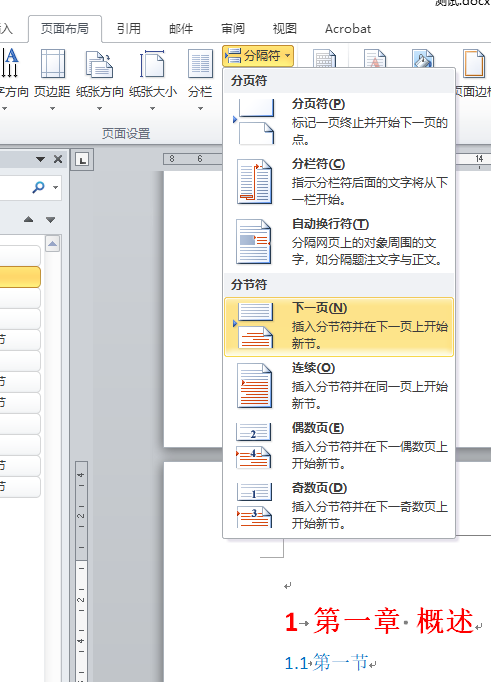 测试.docx
插入 页面布局 引用 邮件 审阅 视图 Acrobat
字方向 页边距 纸张方向 纸张大小 分栏 分隔符 页面边框
页面设置
分页符
分页符(P)
标记一页终止并开始下一页的
点。
分栏符(C)
指示分栏符后面的文字将从下
一栏开始。
自动换行符(T)
分隔网页上的对象周围的文
字，如分隔题注文字与正文。
分节符
下一页(N)
插入分节符并在下一页上开始
新节。
连续(O)
插入分节符并在同一页上开始
新节。
偶数页(E)
插入分节符并在下一偶数页上
开始新节。
奇数页(D)
插入分节符并在下一奇数页上
开始新节。
8 6 14
节
节
节
节
节
2
4
1
3
4 2 2 4
1 第一章 概述
1.1 第一节